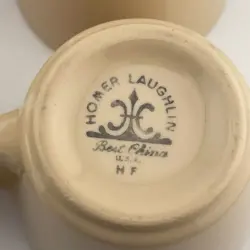 HOMER LAUGHLIN
Best China
U.S.A.
H F